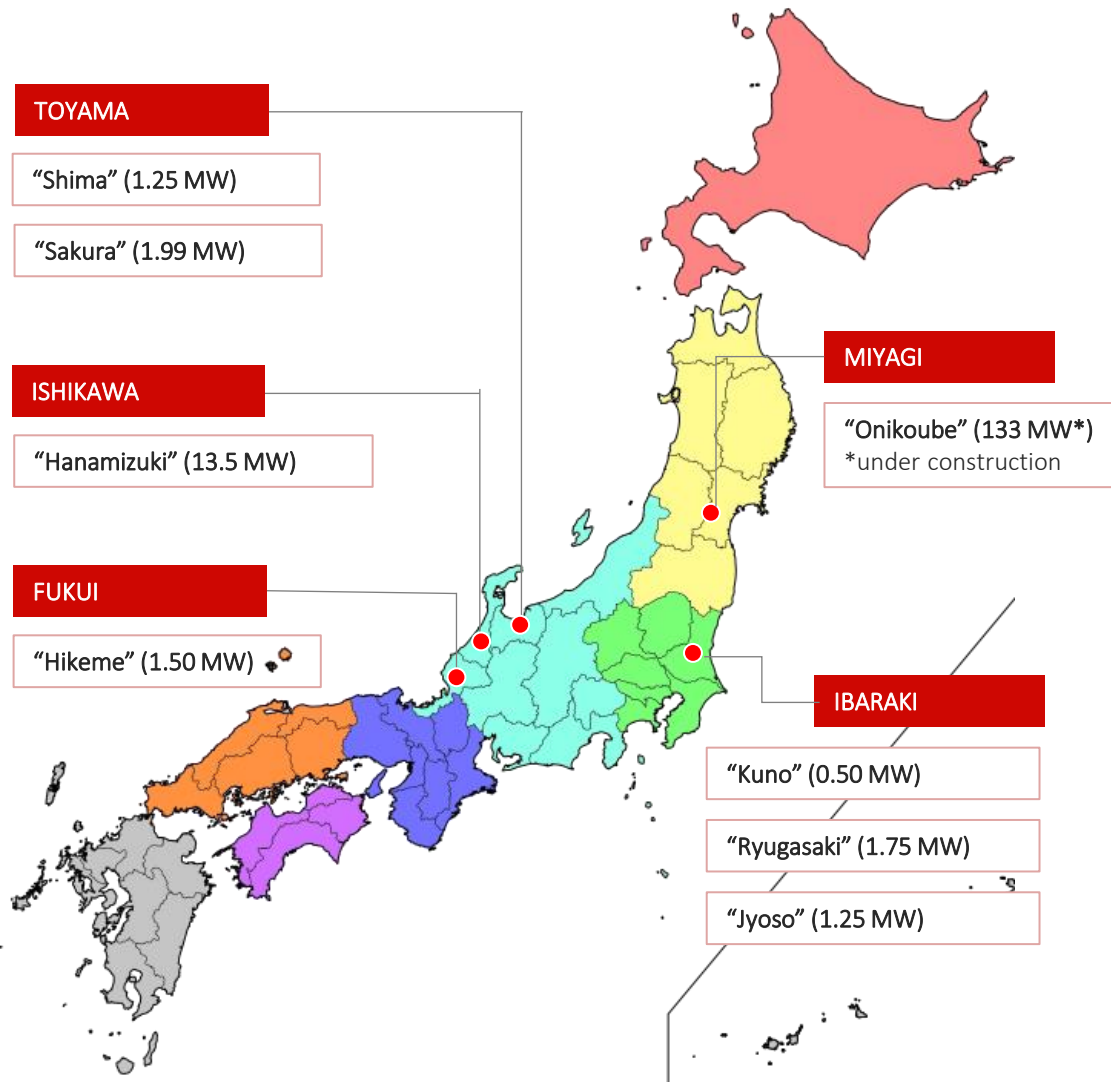 TOYAMA
“Shima” (1.25 MW)
“Sakura” (1.99 MW)
ISHIKAWA
“Hanamizuki” (13.5 MW)
FUKUI
“Hikeme” (1.50 MW)
MIYAGI
“Onikoube” (133 MW*)
*under construction
IBARAKI
“Kuno” (0.50 MW)
“Ryugasaki” (1.75 MW)
“Jyoso” (1.25 MW)